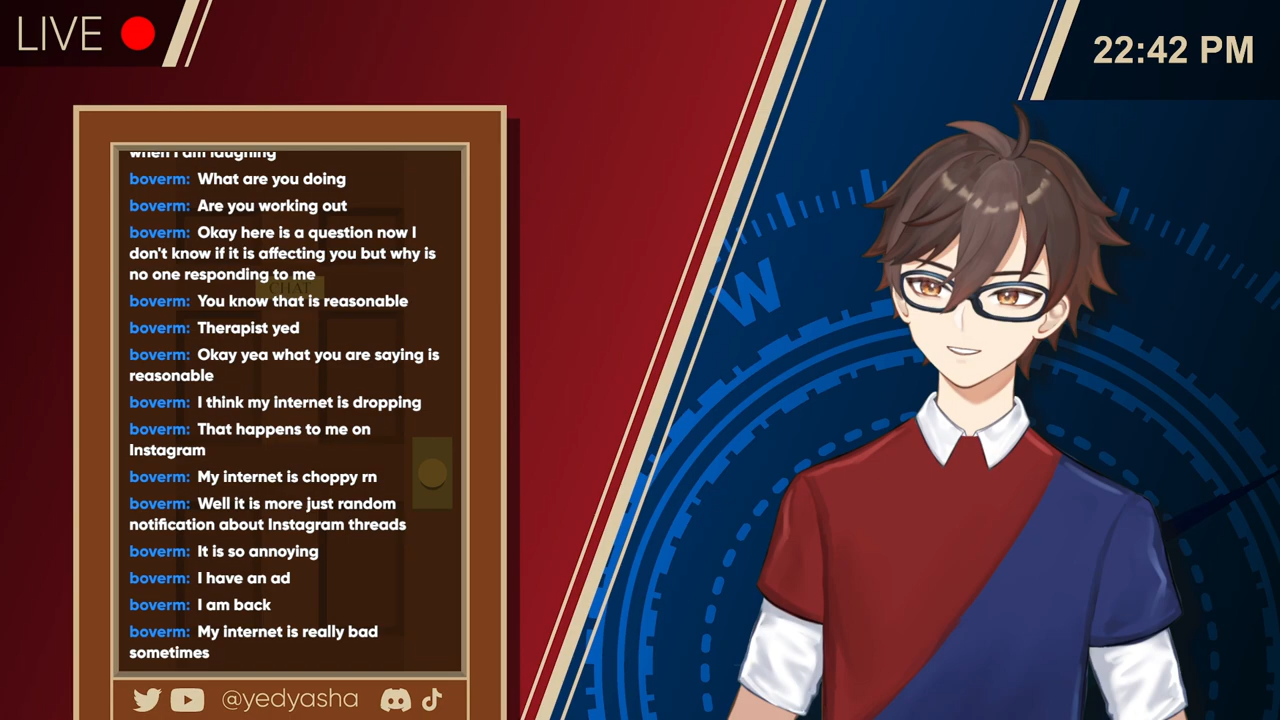 LIVE
22:42 PM
when I am laughing
boverm: What are you doing
boverm: Are you working out
boverm: Okay here is a question now I
don't know if it is affecting you but why is
no one responding to me
CHAT
boverm: You know that is reasonable
boverm: Therapist yed
boverm: Okay yea what you are saying is
reasonable
boverm: I think my internet is dropping
boverm: That happens to me on
Instagram
boverm: My internet is choppy rn
boverm: Well it is more just random
notification about Instagram threads
boverm: It is so annoying
boverm: I have an ad
boverm: I am back
boverm: My internet is really bad
sometimes
@yedyasha
W